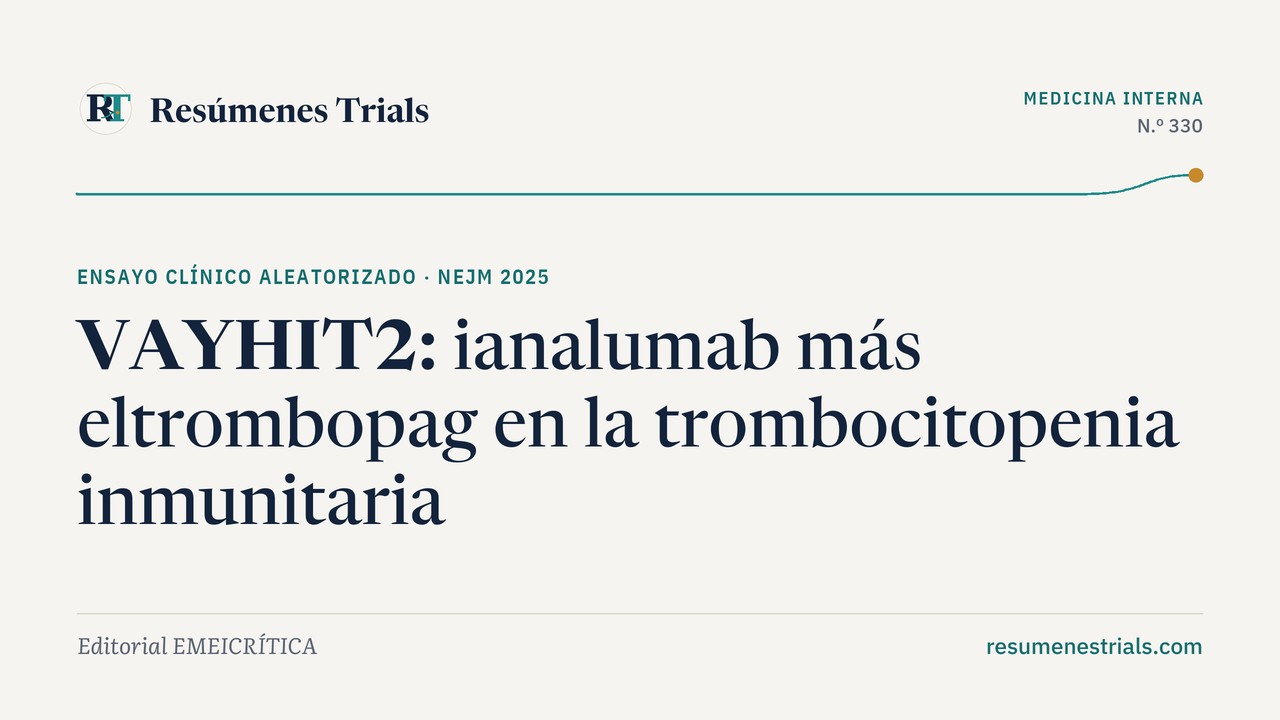 RT Resúmenes Trials
MEDICINA INTERNA
N.º 330
ENSAYO CLÍNICO ALEATORIZADO · NEJM 2025
VAYHIT2: ianalumab más
eltrombopag en la trombocitopenia
inmunitaria
Editorial EMEICRÍTICA
resumenestrials.com